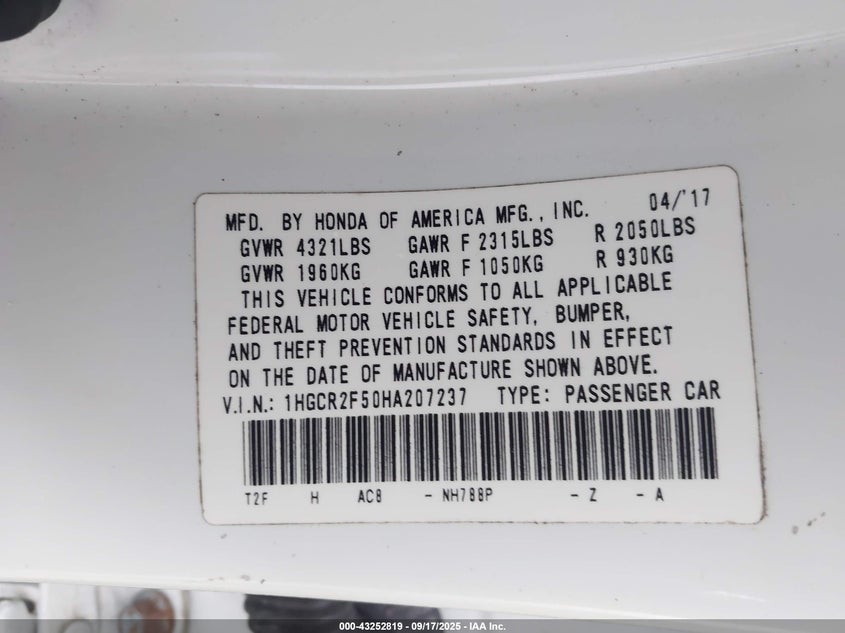 MFD. BY HONDA OF AMERICA MFG., INC. 04/'17
GVWR 4321LBS GAWR F 2315LBS R 2050LBS
GVWR 1960KG GAWR F 1050KG R 930KG
THIS VEHICLE CONFORMS TO ALL APPLICABLE
FEDERAL MOTOR VEHICLE SAFETY, BUMPER,
AND THEFT PREVENTION STANDARDS IN EFFECT
ON THE DATE OF MANUFACTURE SHOWN ABOVE.
V.I.N.: 1HGCR2F50HA207237 TYPE: PASSENGER CAR
T2F H AC8 - NH788P - Z - A
000-43252819 - 09/17/2025 - IAA Inc.